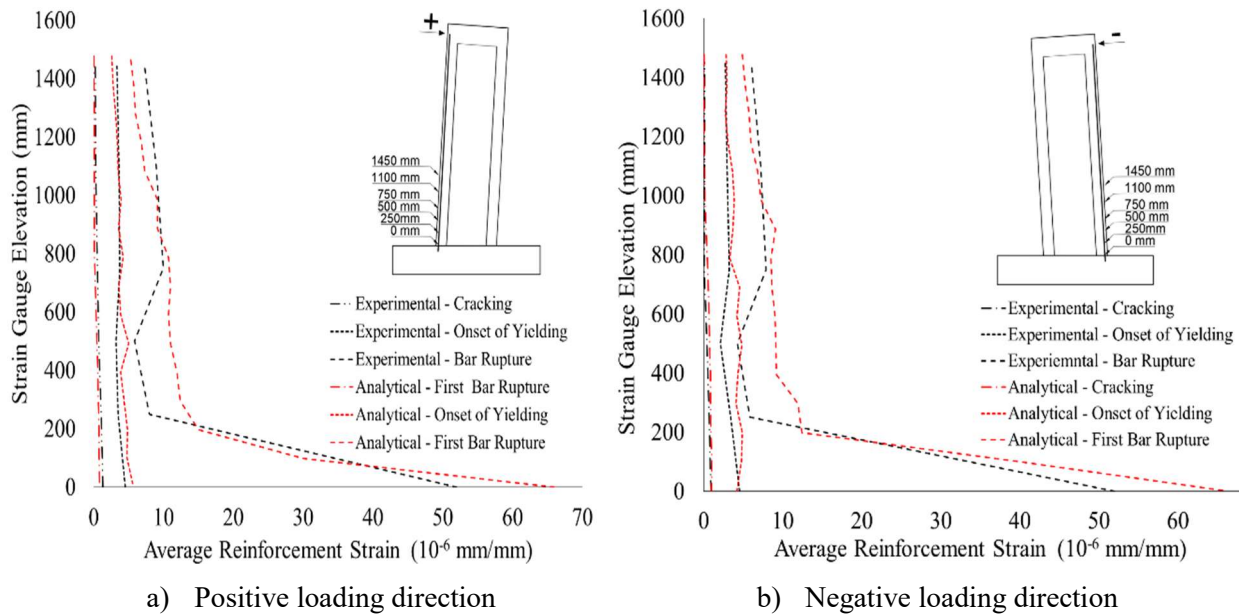 1600
1400
1200
1000
800
600
400
200
0
Strain Gauge Elevation (mm)
+
1450 mm
1100 mm
750 mm
500 mm
250mm
0 mm
Experimental - Cracking
Experimental - Onset of Yielding
Experimental - Bar Rupture
Analytical - First Bar Rupture
Analytical - Onset of Yielding
Analytical - First Bar Rupture
0 10 20 30 40 50 60 70
Average Reinforcement Strain (10-6 mm/mm)
a) Positive loading direction
1600
1400
1200
1000
800
600
400
200
0
Strain Gauge Elevation (mm)
-
1450 mm
1100 mm
750 mm
500 mm
250mm
0 mm
Experimental - Cracking
Experimental - Onset of Yielding
Experiemntal - Bar Rupture
Analytical - Cracking
Analytical - Onset of Yielding
Analytical - First Bar Rupture
0 10 20 30 40 50 60
Average Reinforcement Strain (10-6 mm/mm)
b) Negative loading direction